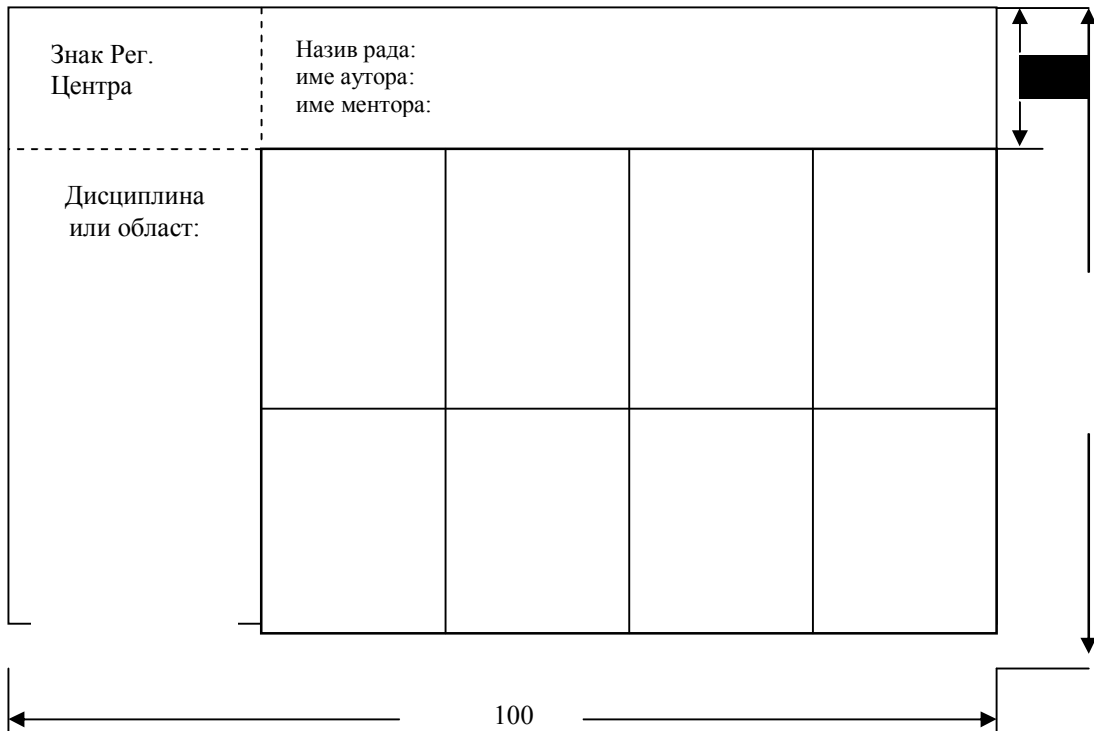 Знак Рег.
Центра
Назив рада:
име аутора:
име ментора:
Дисциплина
или област:
100